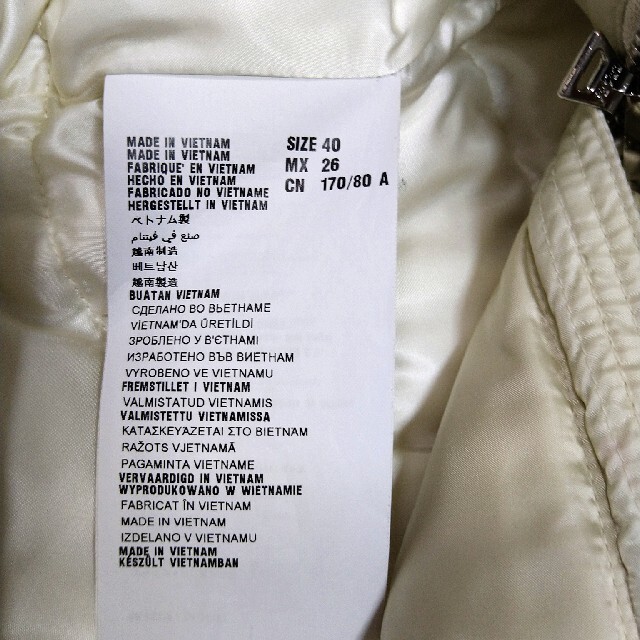 MADE IN VIETNAM
MADE IN VIETNAM
FABRIQUE' EN VIETNAM
HECHO EN VIETNAM
FABRICADO NO VIETNAME
HERGESTELLT IN VIETNAM
ベトナム製
صنع في فيتنام
越南制造
베트남산
越南製造
BUATAN VIETNAM
СДЕЛАНО ВО ВЬЕТНАМЕ
VIETNAM'DA ÜRETİLDİ
ЗРОБЛЕНО У В'ЄТНАМІ
ИЗРАБОТЕНО ВЪВ ВИЕТНАМ
VYROBENO VE VIETNAMU
FREMSTILLET I VIETNAM
VALMISTATUD VIETNAMIS
VALMISTETTU VIETNAMISSA
ΚΑΤΑΣΚΕΥΑΖΕΤΑΙ ΣΤΟ ΒΙΕΤΝΑΜ
RAŽOTS VJETNAMĀ
PAGAMINTA VIETNAME
VERVAARDIGD IN VIETNAM
WYPRODUKOWANO W WIETNAMIE
FABRICAT ÎN VIETNAM
MADE IN VIETNAM
IZDELANO V VIETNAMU
MADE IN VIETNAM
KÉSZÜLT VIETNAMBAN
SIZE 40
MX 26
CN 170/80 A